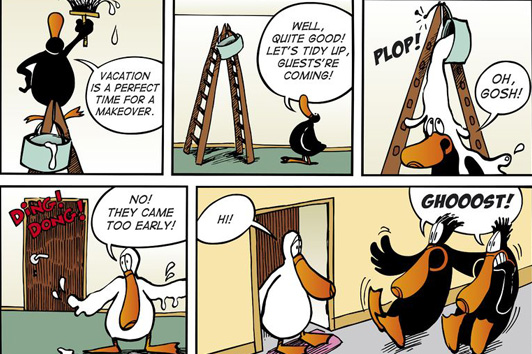 VACATION
IS A PERFECT
TIME FOR A
MAKEOVER.
WELL,
QUITE GOOD!
LET'S TIDY UP,
GUESTS'RE
COMING!
PLOP!
OH,
GOSH!
DING!
DONG!
NO!
THEY CAME
TOO EARLY!
HI!
GHOOOST!